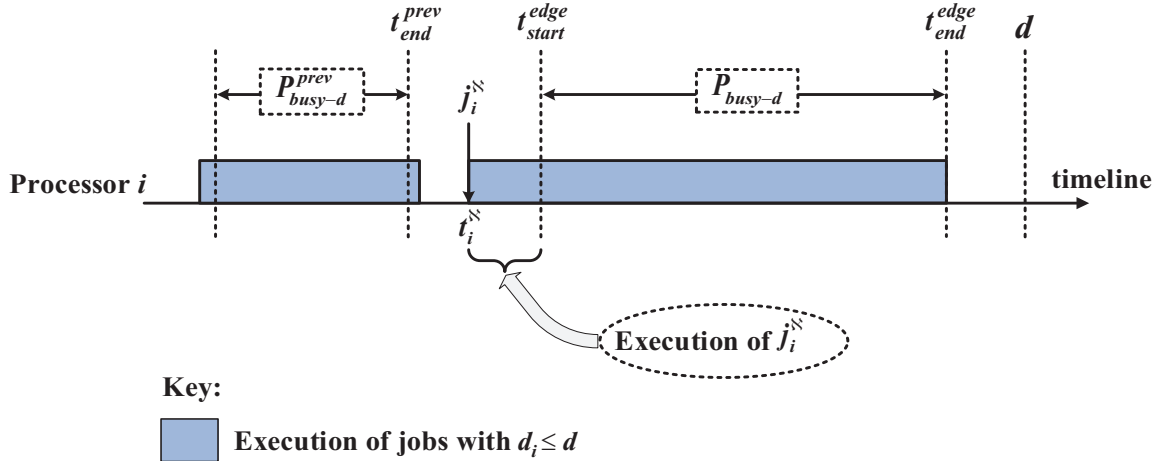 t_end^prev t_start^edge t_end^edge d
P_busy-d^prev j_i^% P_busy-d
Processor i timeline
t_i^%
Execution of j_i^%
Key:
Execution of jobs with d_i ≤ d